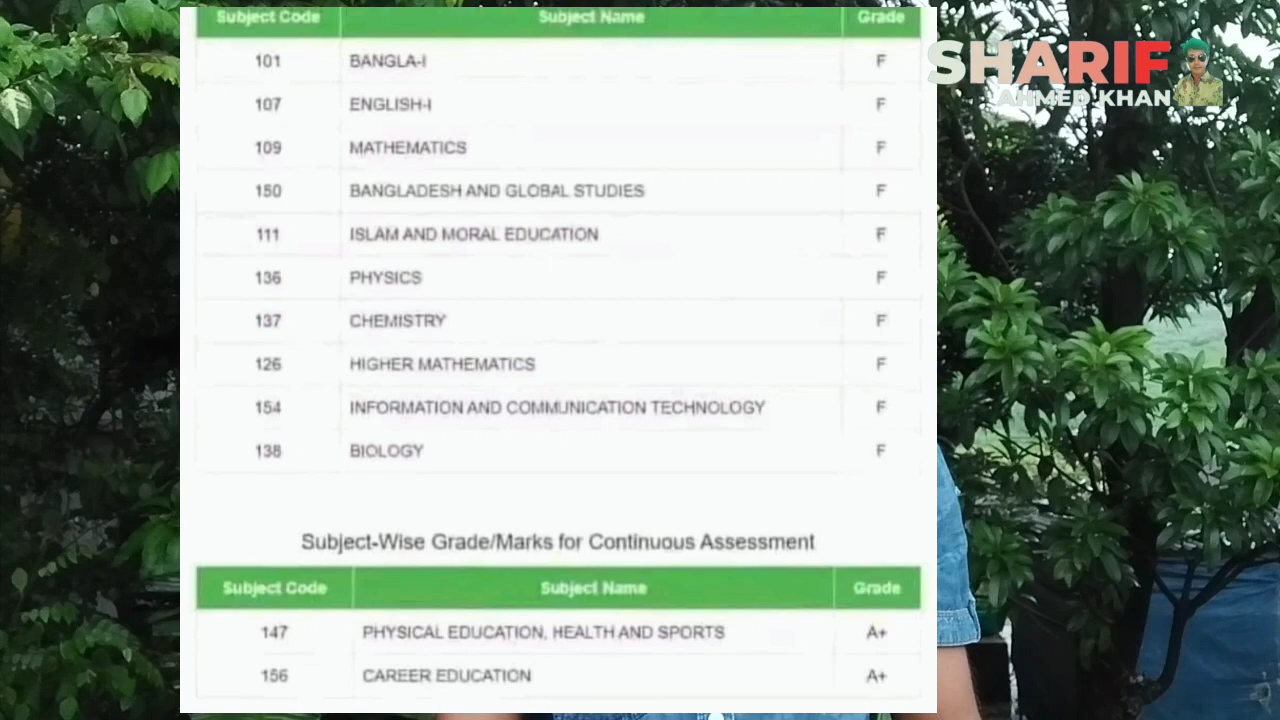 Subject Code Subject Name Grade
101 BANGLA-I F
107 ENGLISH-I F
109 MATHEMATICS F
150 BANGLADESH AND GLOBAL STUDIES F
111 ISLAM AND MORAL EDUCATION F
136 PHYSICS F
137 CHEMISTRY F
126 HIGHER MATHEMATICS F
154 INFORMATION AND COMMUNICATION TECHNOLOGY F
138 BIOLOGY F
Subject-Wise Grade/Marks for Continuous Assessment
Subject Code Subject Name Grade
147 PHYSICAL EDUCATION, HEALTH AND SPORTS A+
156 CAREER EDUCATION A+
SHARIF
AHMED KHAN